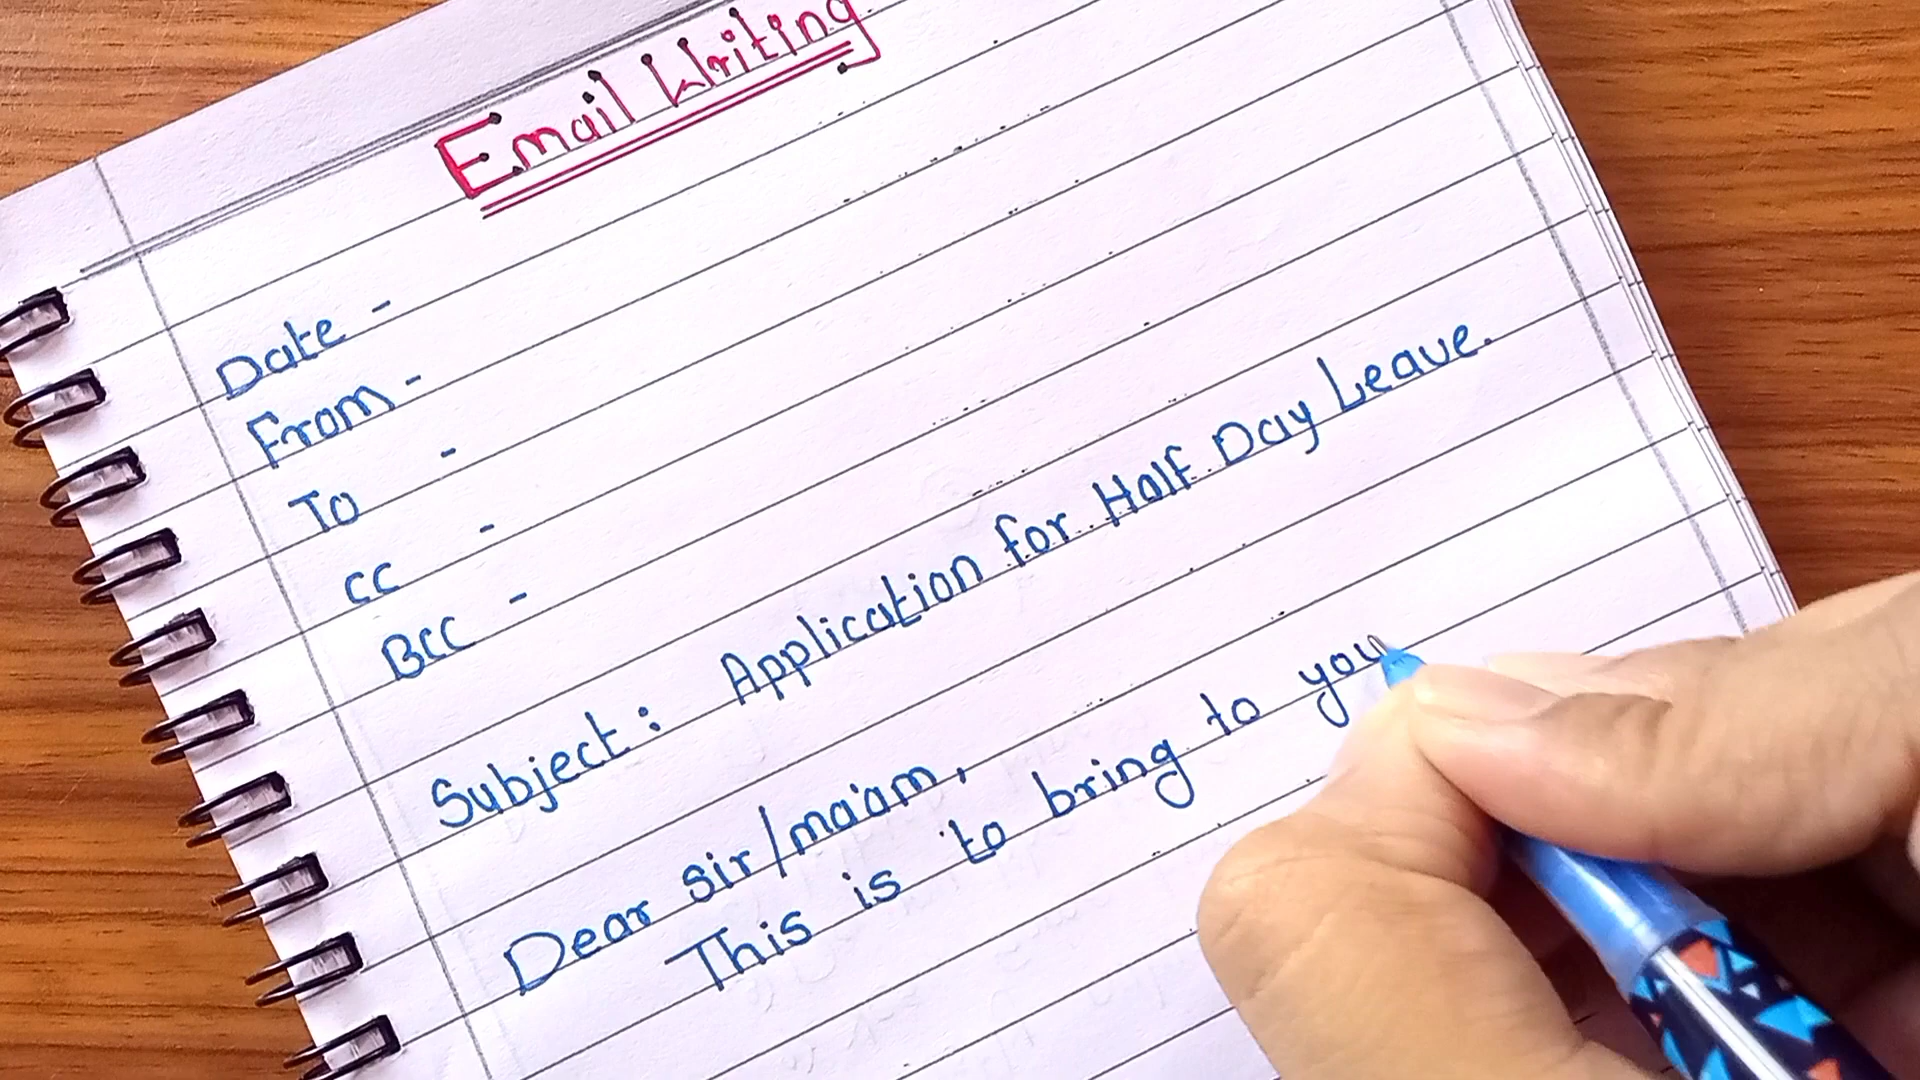 Email Writing
Date -
From -
To -
CC -
BCC -
Subject: Application for Half Day Leave.
Dear sir/ma'am,
This is to bring to you